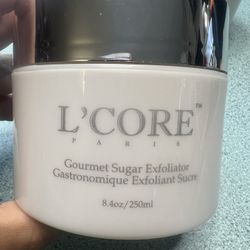 L'CORE™
PARIS
Gourmet Sugar Exfoliator
Gastronomique Exfoliant Sucre
8.4oz/250ml